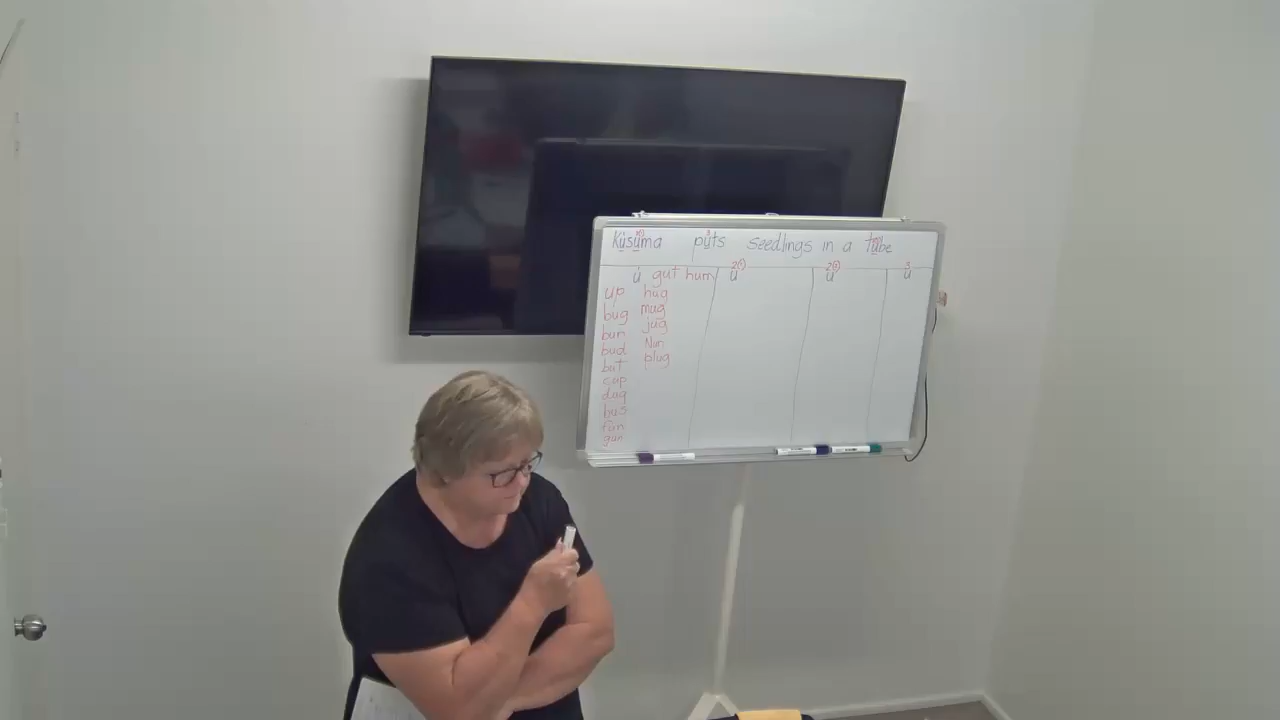 Kusuma puts seedlings in a tube
u gut hum
u
u
u
up hug
bug mug
bun jug
bud Nun
but plug
cup
dug
bus
fun
gun